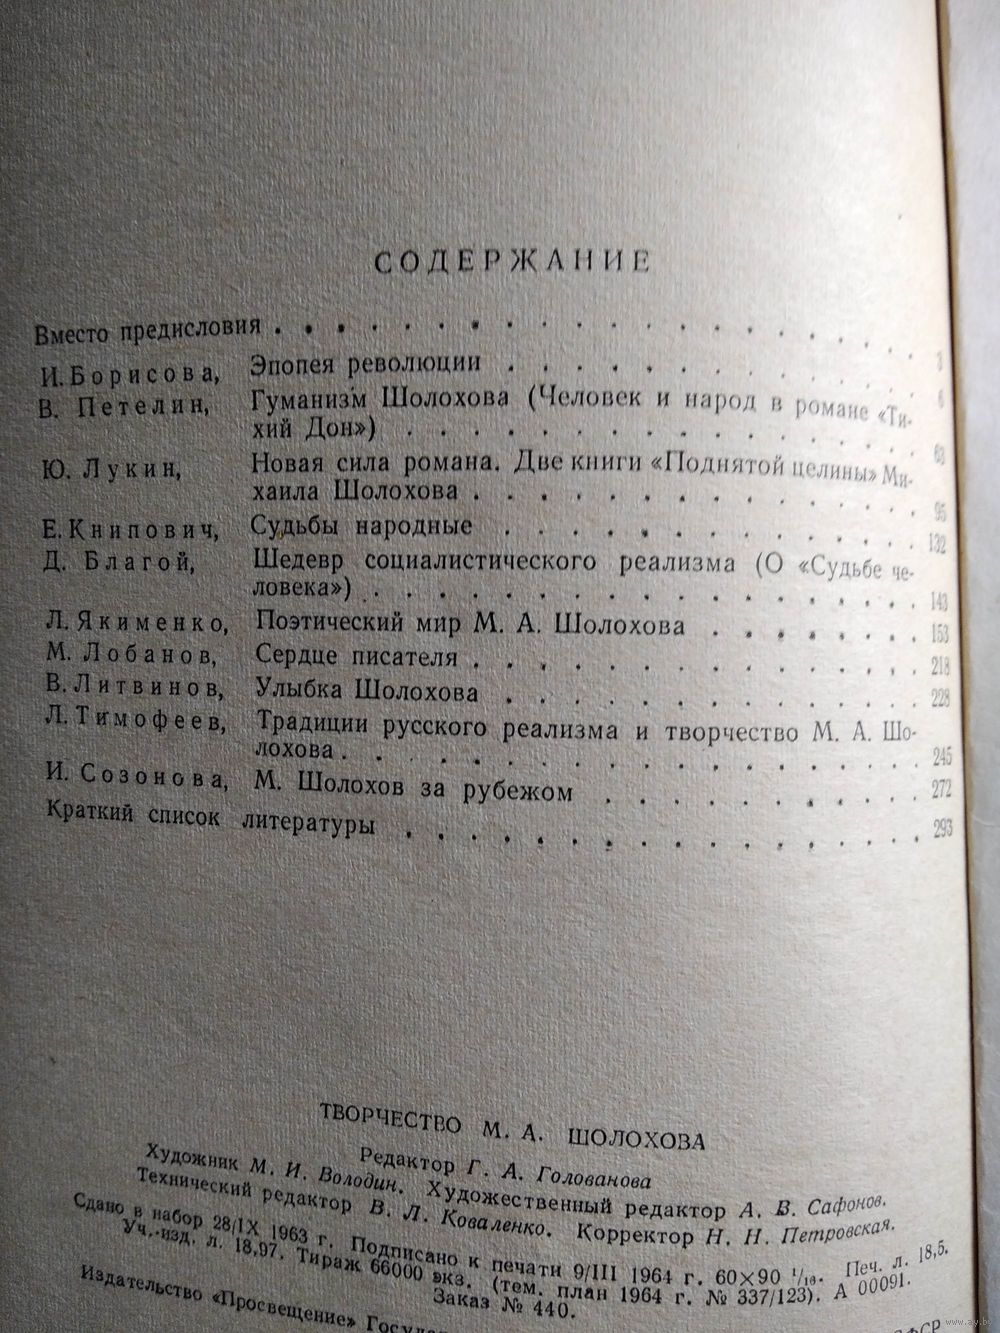 СОДЕРЖАНИЕ
Вместо предисловия . . . . . . . . . . . . . . . . . . . 3
И. Борисова, Эпопея революции . . . . . . . . . . . . . 6
В. Петелин, Гуманизм Шолохова (Человек и народ в романе «Ти-
хий Дон») . . . . . . . . . . . . . . . . 63
Ю. Лукин, Новая сила романа. Две книги «Поднятой целины» Ми-
хаила Шолохова . . . . . . . . . . . . . . 95
Е. Книпович, Судьбы народные . . . . . . . . . . . . . 132
Д. Благой, Шедевр социалистического реализма (О «Судьбе че-
ловека») . . . . . . . . . . . . . . . . . 143
Л. Якименко, Поэтический мир М. А. Шолохова . . . . . . . 153
М. Лобанов, Сердце писателя . . . . . . . . . . . . . . 218
В. Литвинов, Улыбка Шолохова . . . . . . . . . . . . . 228
Л. Тимофеев, Традиции русского реализма и творчество М. А. Шо-
лохова . . . . . . . . . . . . . . . . . . 245
И. Созонова, М. Шолохов за рубежом . . . . . . . . . . 272
Краткий список литературы . . . . . . . . . . . . . . . . 293
ТВОРЧЕСТВО М. А. ШОЛОХОВА
Редактор Г. А. Голованова
Художник М. И. Володин. Художественный редактор А. В. Сафонов.
Технический редактор В. Л. Коваленко. Корректор Н. Н. Петровская.
Сдано в набор 28/IX 1963 г. Подписано к печати 9/III 1964 г. 60×90 1/16. Печ. л. 18,5.
Уч.-изд. л. 18,97. Тираж 66000 экз. (тем. план 1964 г. № 337/123). А 00091.
Заказ № 440.
Издательство «Просвещение»
www.ay.by